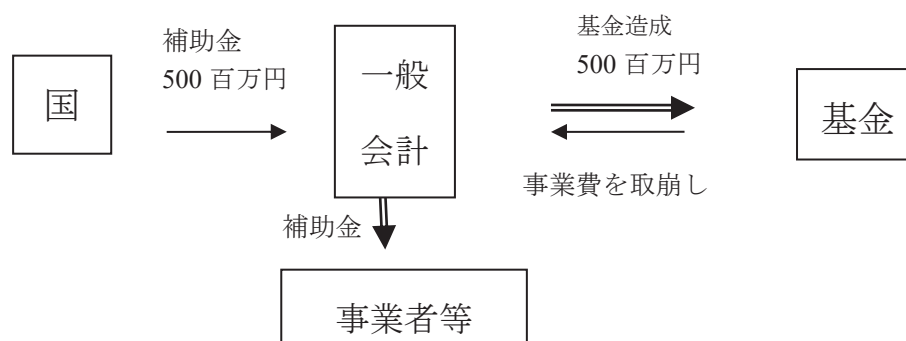 国
補助金
500 百万円
一般
会計
基金造成
500 百万円
事業費を取崩し
基金
補助金
事業者等